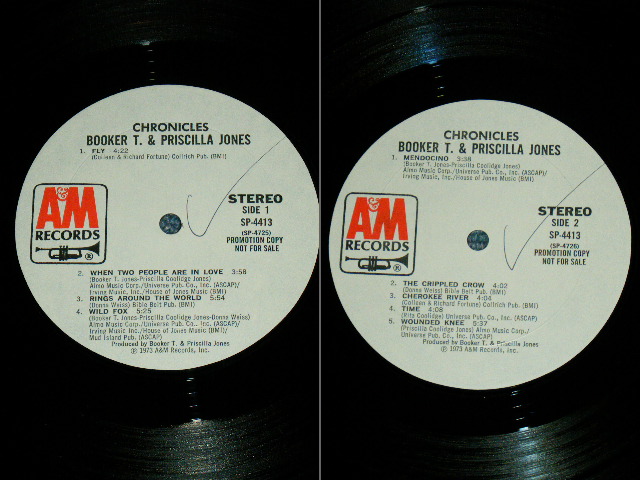 CHRONICLES
BOOKER T. & PRISCILLA JONES
1. FLY 4:22
(Colleen & Richard Fortune) Collrich Pub. (BMI)
A&M
RECORDS
®
STEREO
SIDE 1
SP-4413
(SP-4725)
PROMOTION COPY
NOT FOR SALE
2. WHEN TWO PEOPLE ARE IN LOVE 3:58
(Booker T. Jones-Priscilla Coolidge Jones)
Almo Music Corp./Universe Pub. Co., Inc. (ASCAP)/
Irving Music, Inc./House of Jones Music (BMI)
3. RINGS AROUND THE WORLD 5:54
(Donna Weiss) Bible Belt Pub. (BMI)
4. WILD FOX 5:25
(Booker T. Jones-Priscilla Coolidge Jones-Donna Weiss)
Almo Music Corp./Universe Pub. Co., Inc. (ASCAP)/
Irving Music, Inc./House of Jones Music (BMI)/
Mud Island Pub. (ASCAP)
Produced by Booker T. & Priscilla Jones
℗ 1973 A&M Records, Inc.
CHRONICLES
BOOKER T. & PRISCILLA JONES
1. MENDOCINO 3:38
(Booker T. Jones-Priscilla Coolidge Jones)
Almo Music Corp./Universe Pub. Co., Inc. (ASCAP)/
Irving Music, Inc./House of Jones Music (BMI)
A&M
RECORDS
®
STEREO
SIDE 2
SP-4413
(SP-4726)
PROMOTION COPY
NOT FOR SALE
2. THE CRIPPLED CROW 4:02
(Donna Weiss) Bible Belt Pub. (BMI)
3. CHEROKEE RIVER 4:04
(Colleen & Richard Fortune) Collrich Pub. (BMI)
4. TIME 4:08
(Rita Coolidge) Universe Pub. Co., Inc. (ASCAP)
5. WOUNDED KNEE 5:37
(Priscilla Coolidge Jones) Almo Music Corp./
Universe Pub. Co., Inc. (ASCAP)
Produced by Booker T. & Priscilla Jones
℗ 1973 A&M Records, Inc.